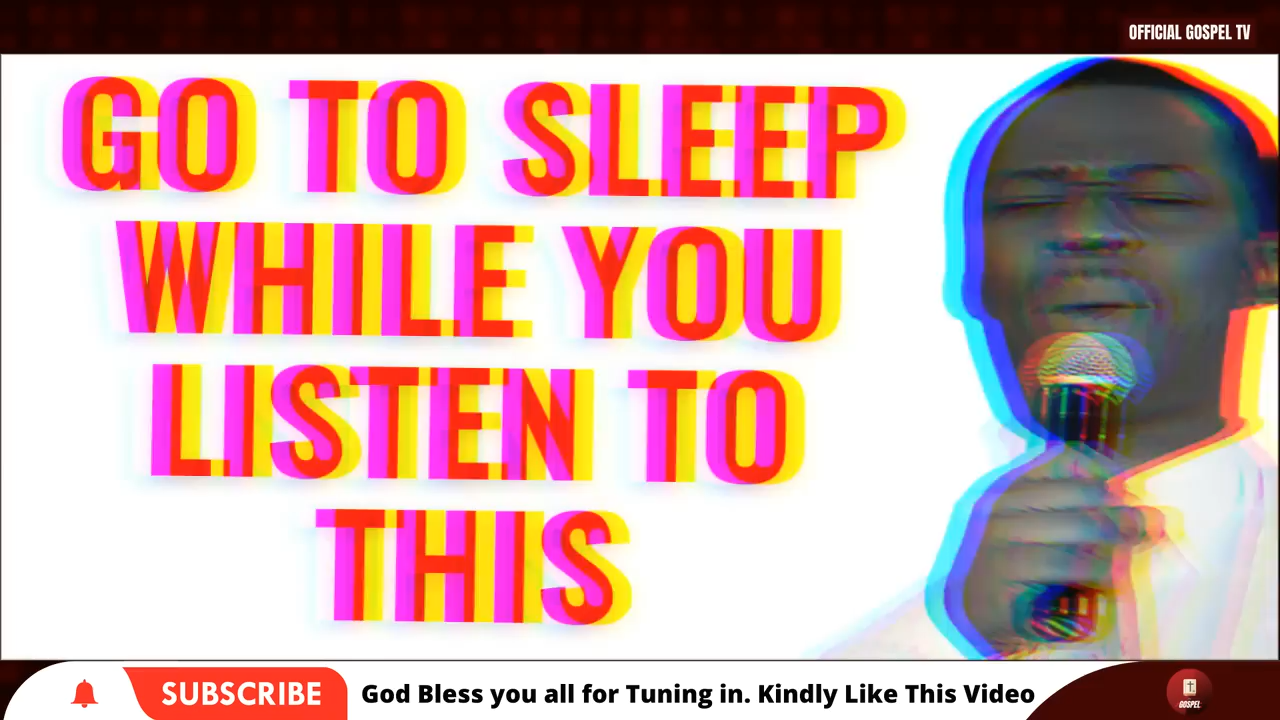 OFFICIAL GOSPEL TV
GO TO SLEEP
WHILE YOU
LISTEN TO
THIS
SUBSCRIBE
God Bless you all for Tuning in. Kindly Like This Video
GOSPEL